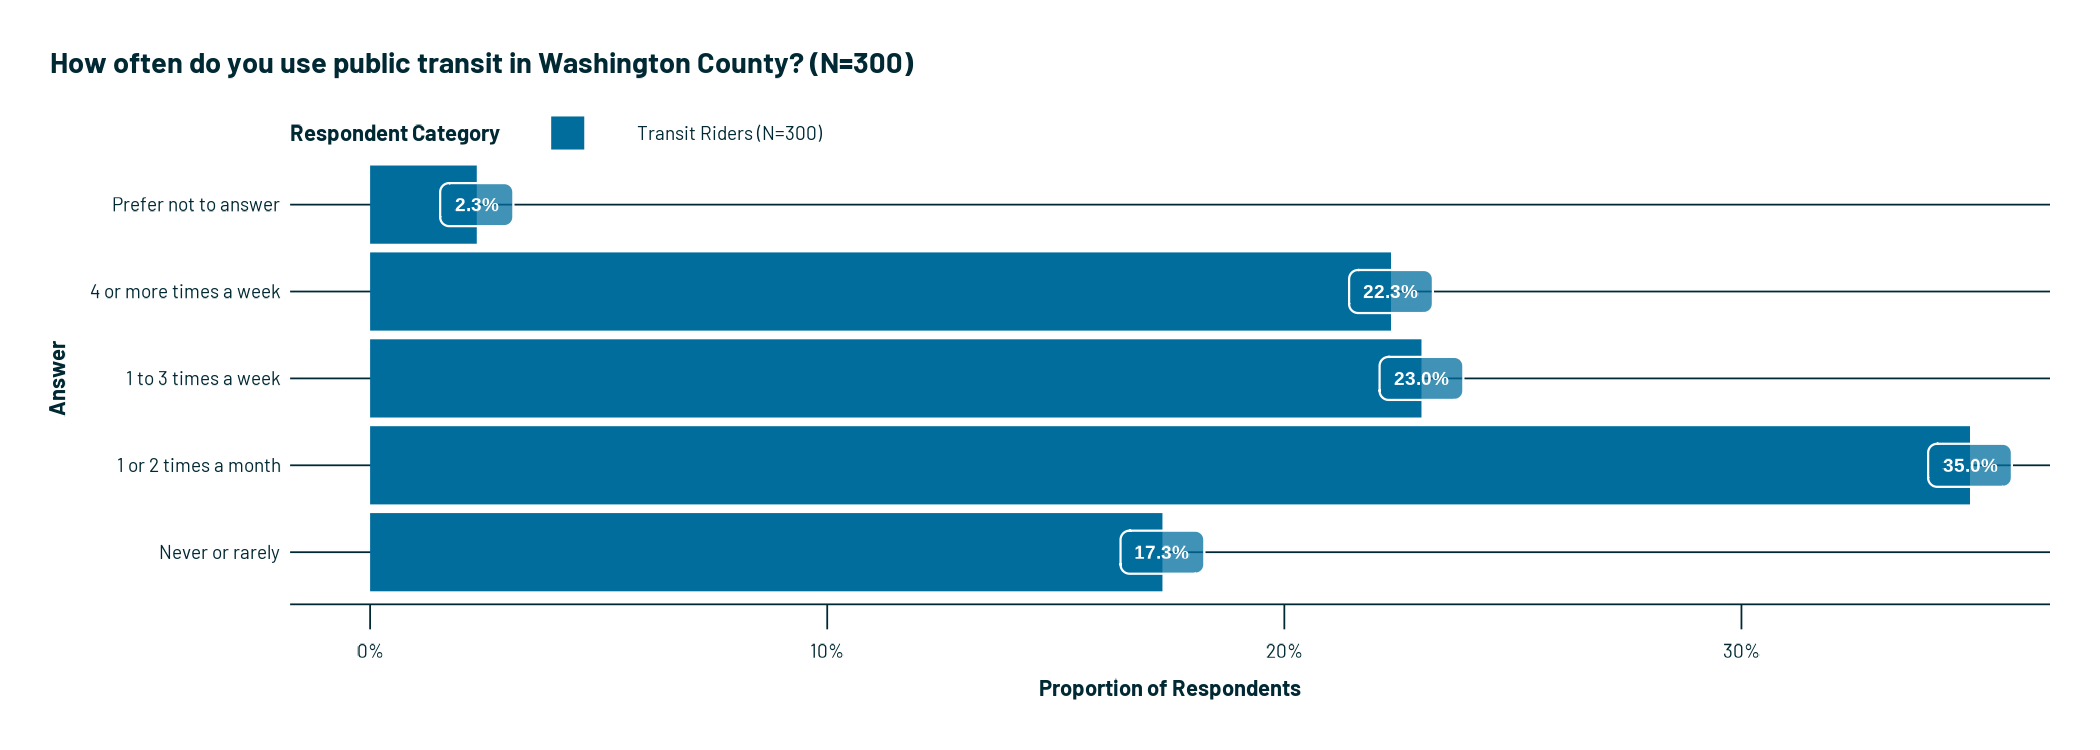 How often do you use public transit in Washington County? (N=300)
Respondent Category Transit Riders (N=300)
Prefer not to answer 2.3%
4 or more times a week 22.3%
1 to 3 times a week 23.0%
1 or 2 times a month 35.0%
Never or rarely 17.3%
Answer
0% 10% 20% 30%
Proportion of Respondents